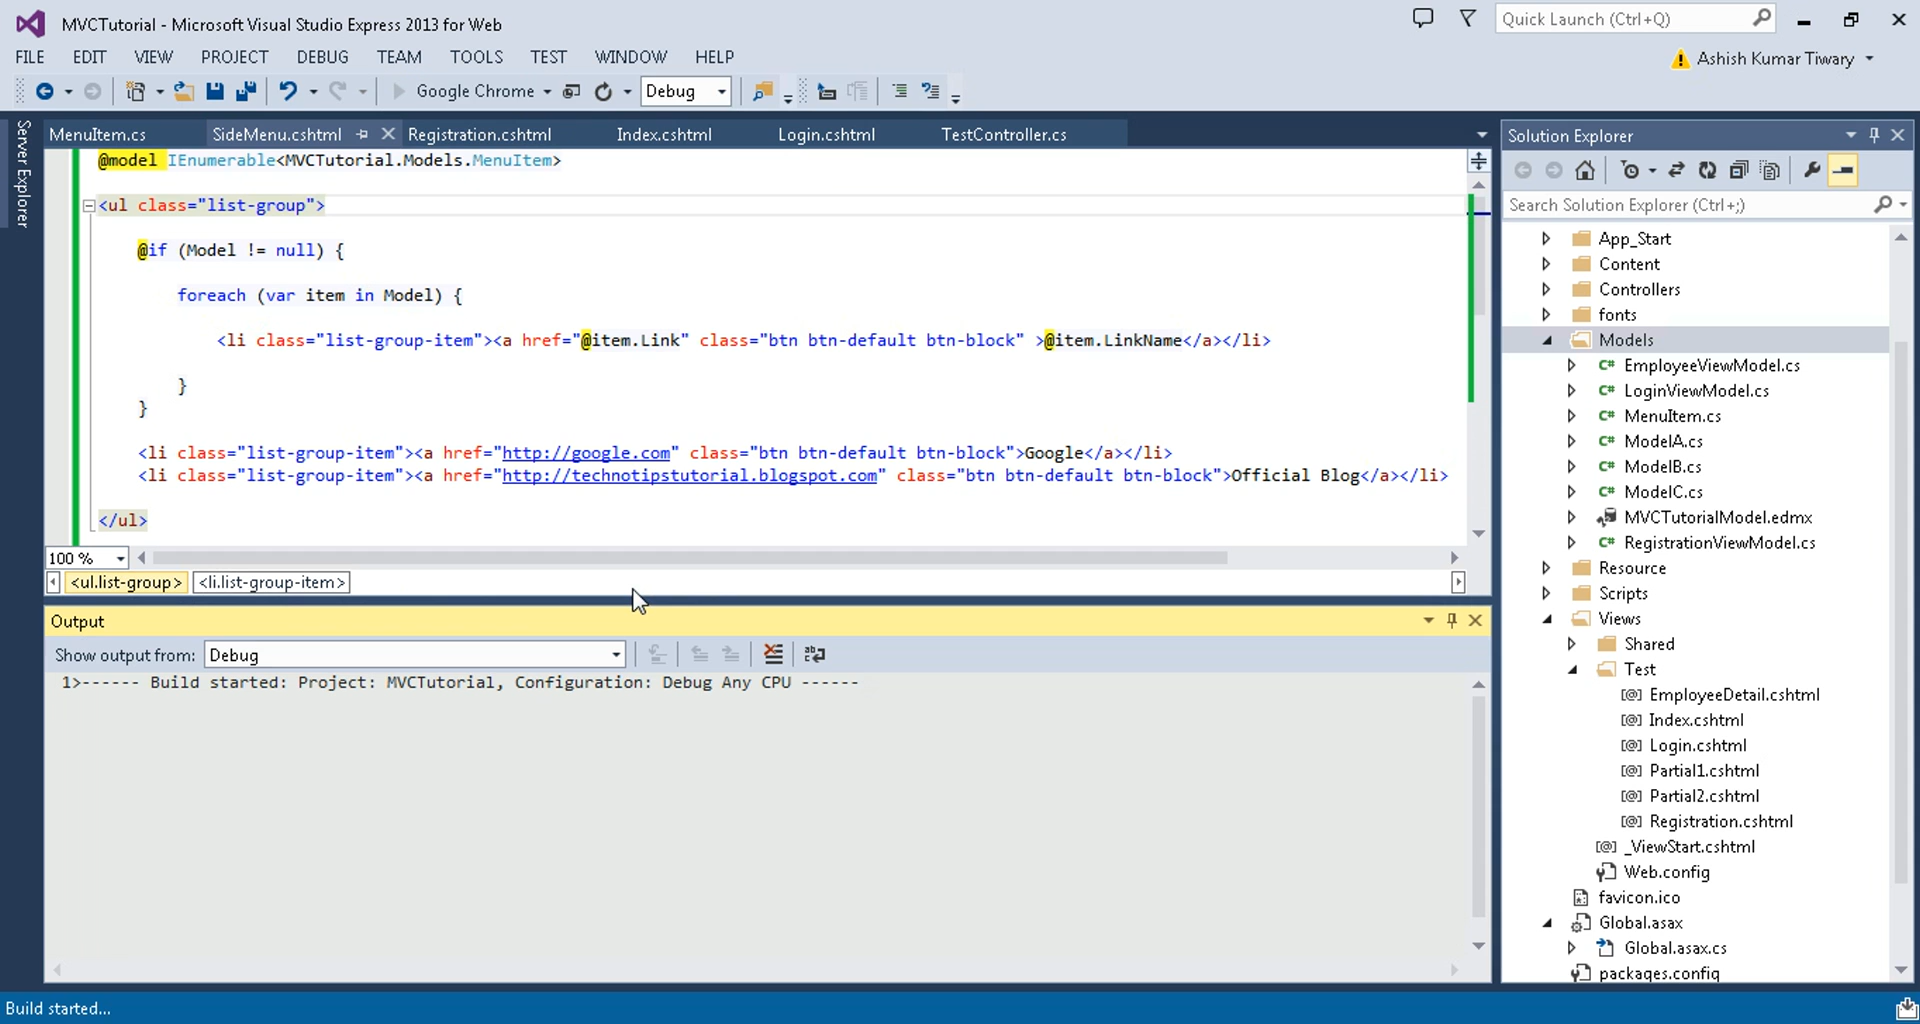 MVCTutorial - Microsoft Visual Studio Express 2013 for Web
Quick Launch (Ctrl+Q)
FILE EDIT VIEW PROJECT DEBUG TEAM TOOLS TEST WINDOW HELP
Ashish Kumar Tiwary
Google Chrome
Debug
Server Explorer
MenuItem.cs SideMenu.cshtml Registration.cshtml Index.cshtml Login.cshtml TestController.cs
@model IEnumerable<MVCTutorial.Models.MenuItem>
<ul class="list-group">
@if (Model != null) {
foreach (var item in Model) {
<li class="list-group-item"><a href="@item.Link" class="btn btn-default btn-block" >@item.LinkName</a></li>
}
}
<li class="list-group-item"><a href="http://google.com" class="btn btn-default btn-block">Google</a></li>
<li class="list-group-item"><a href="http://technotipstutorial.blogspot.com" class="btn btn-default btn-block">Official Blog</a></li>
</ul>
100 %
<ul.list-group> <li.list-group-item>
Output
Show output from: Debug
1>------ Build started: Project: MVCTutorial, Configuration: Debug Any CPU ------
Solution Explorer
Search Solution Explorer (Ctrl+;)
App_Start
Content
Controllers
fonts
Models
C# EmployeeViewModel.cs
C# LoginViewModel.cs
C# MenuItem.cs
C# ModelA.cs
C# ModelB.cs
C# ModelC.cs
MVCTutorialModel.edmx
C# RegistrationViewModel.cs
Resource
Scripts
Views
Shared
Test
[@] EmployeeDetail.cshtml
[@] Index.cshtml
[@] Login.cshtml
[@] Partial1.cshtml
[@] Partial2.cshtml
[@] Registration.cshtml
[@] _ViewStart.cshtml
Web.config
favicon.ico
Global.asax
Global.asax.cs
packages.config
Build started...